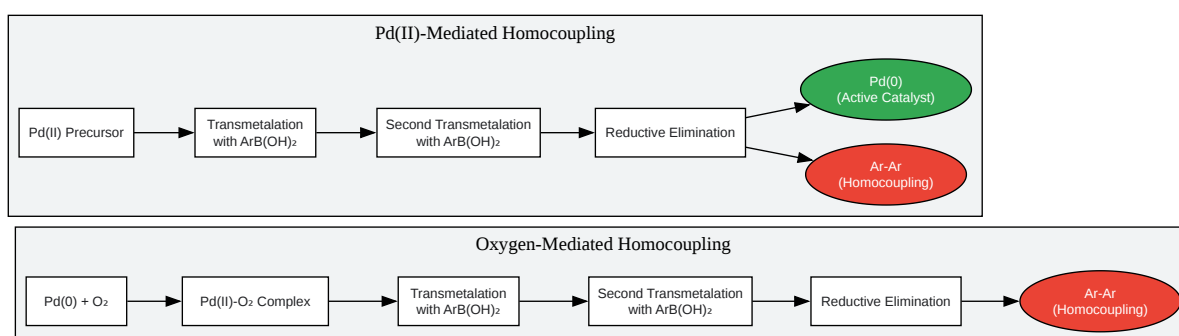 Pd(II)-Mediated Homocoupling
Pd(II) Precursor
Transmetalation
with ArB(OH)₂
Second Transmetalation
with ArB(OH)₂
Reductive Elimination
Pd(0)
(Active Catalyst)
Ar-Ar
(Homocoupling)
Oxygen-Mediated Homocoupling
Pd(0) + O₂
Pd(II)-O₂ Complex
Transmetalation
with ArB(OH)₂
Second Transmetalation
with ArB(OH)₂
Reductive Elimination
Ar-Ar
(Homocoupling)